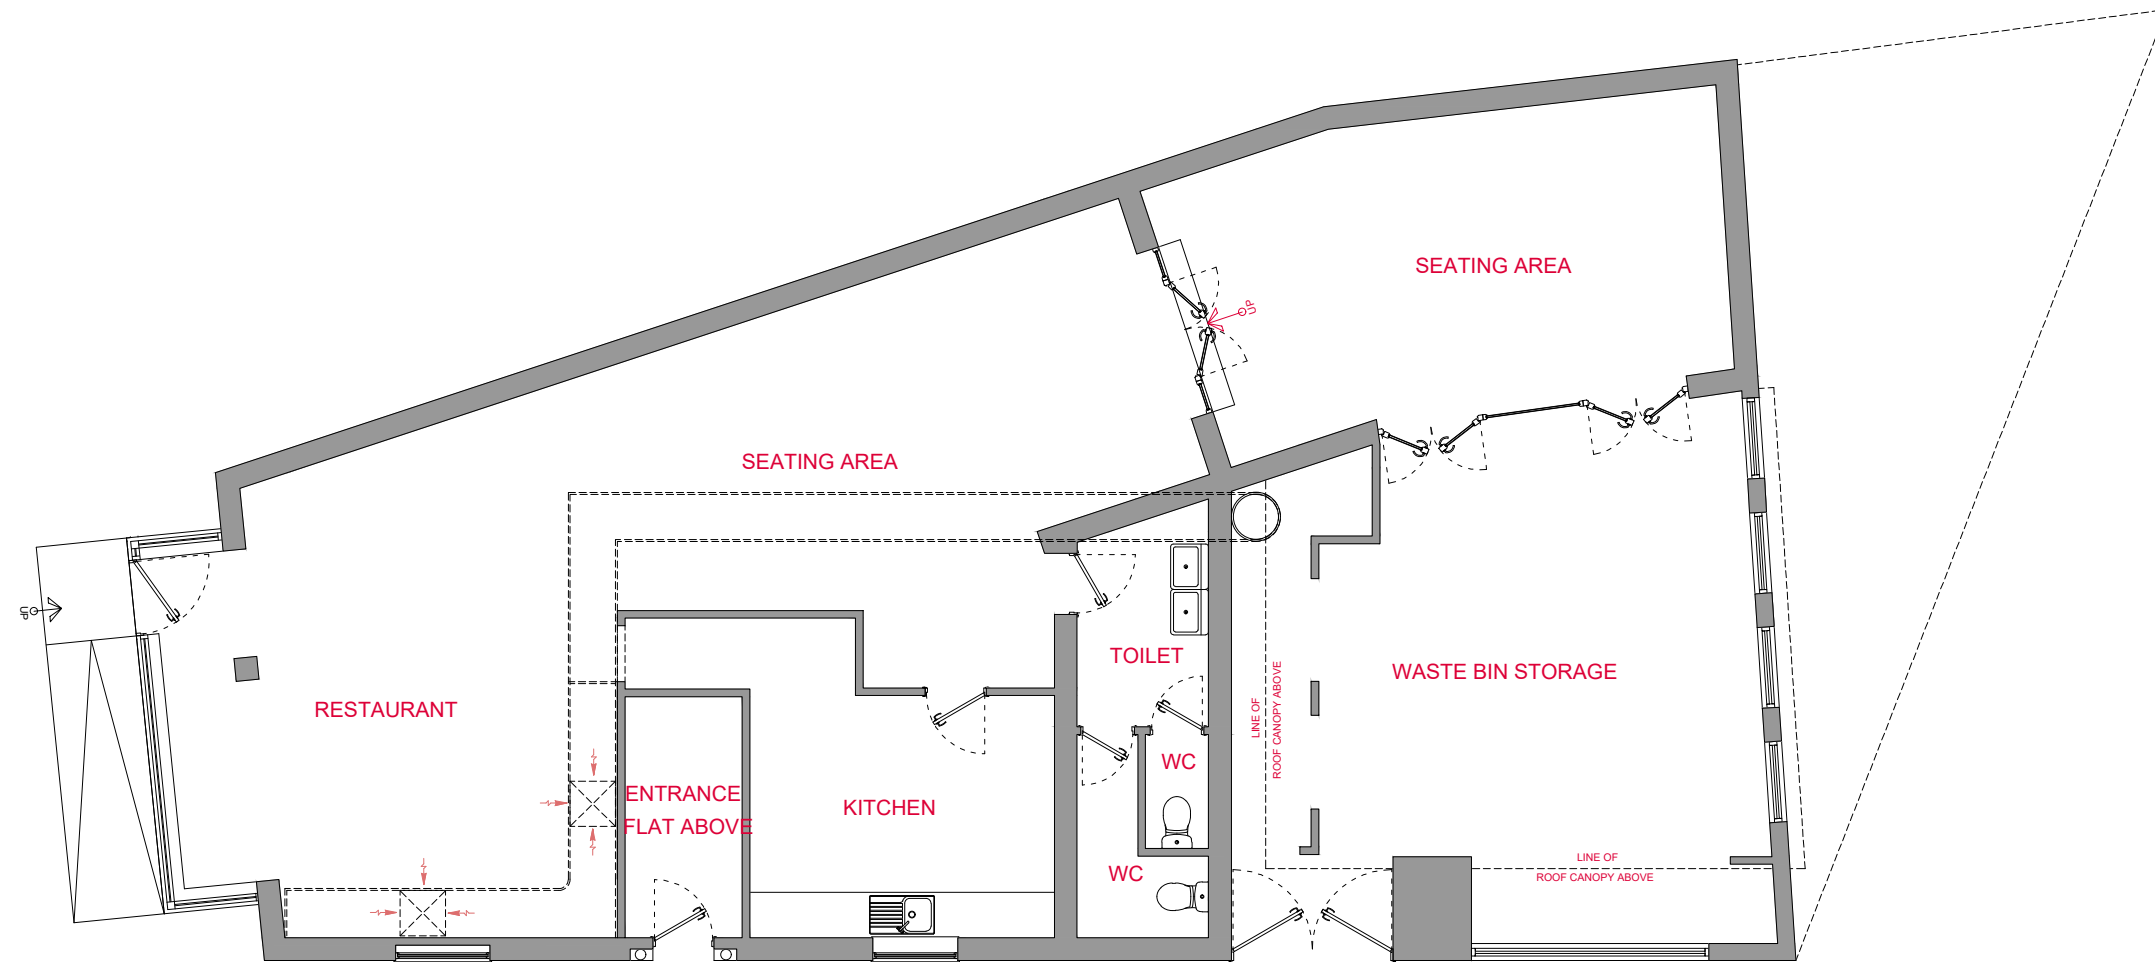 SEATING AREA
UP
SEATING AREA
UP
TOILET
WASTE BIN STORAGE
RESTAURANT
LINE OF
ROOF CANOPY ABOVE
WC
ENTRANCE
FLAT ABOVE
KITCHEN
LINE OF
ROOF CANOPY ABOVE
WC